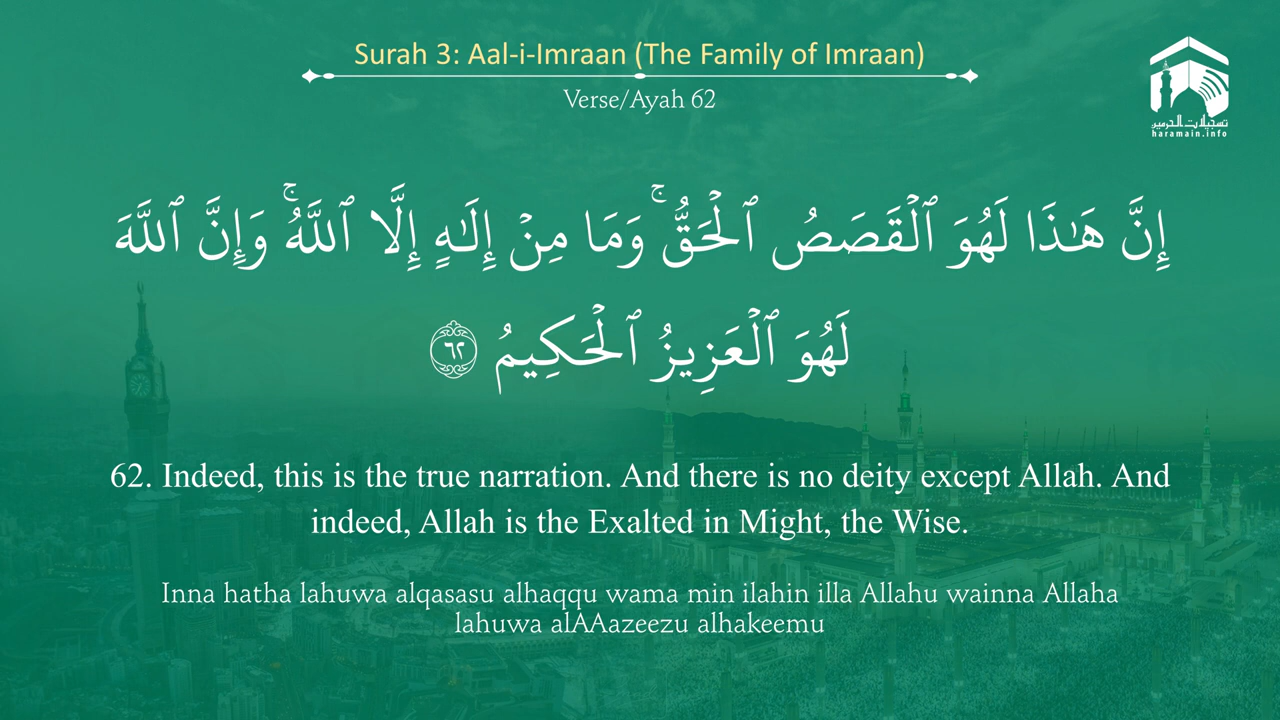 Surah 3: Aal-i-Imraan (The Family of Imraan)
Verse/Ayah 62
تسجيلات الحرمين
haramain.info
إِنَّ هَـٰذَا لَهُوَ ٱلْقَصَصُ ٱلْحَقُّ ۚ وَمَا مِنْ إِلَـٰهٍ إِلَّا ٱللَّهُ ۚ وَإِنَّ ٱللَّهَ
لَهُوَ ٱلْعَزِيزُ ٱلْحَكِيمُ ٦٢
62. Indeed, this is the true narration. And there is no deity except Allah. And
indeed, Allah is the Exalted in Might, the Wise.
Inna hatha lahuwa alqasasu alhaqqu wama min ilahin illa Allahu wainna Allaha
lahuwa alAAazeezu alhakeemu